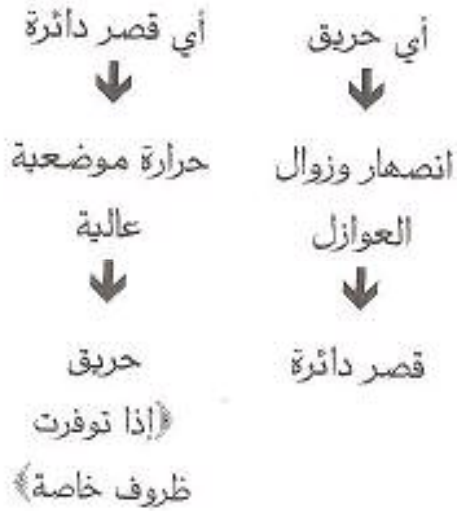 أي حريق
انصهار وزوال
العوازل
قصر دائرة
أي قصر دائرة
حرارة موضعية
عالية
حريق
﴿إذا توفرت
ظروف خاصة﴾